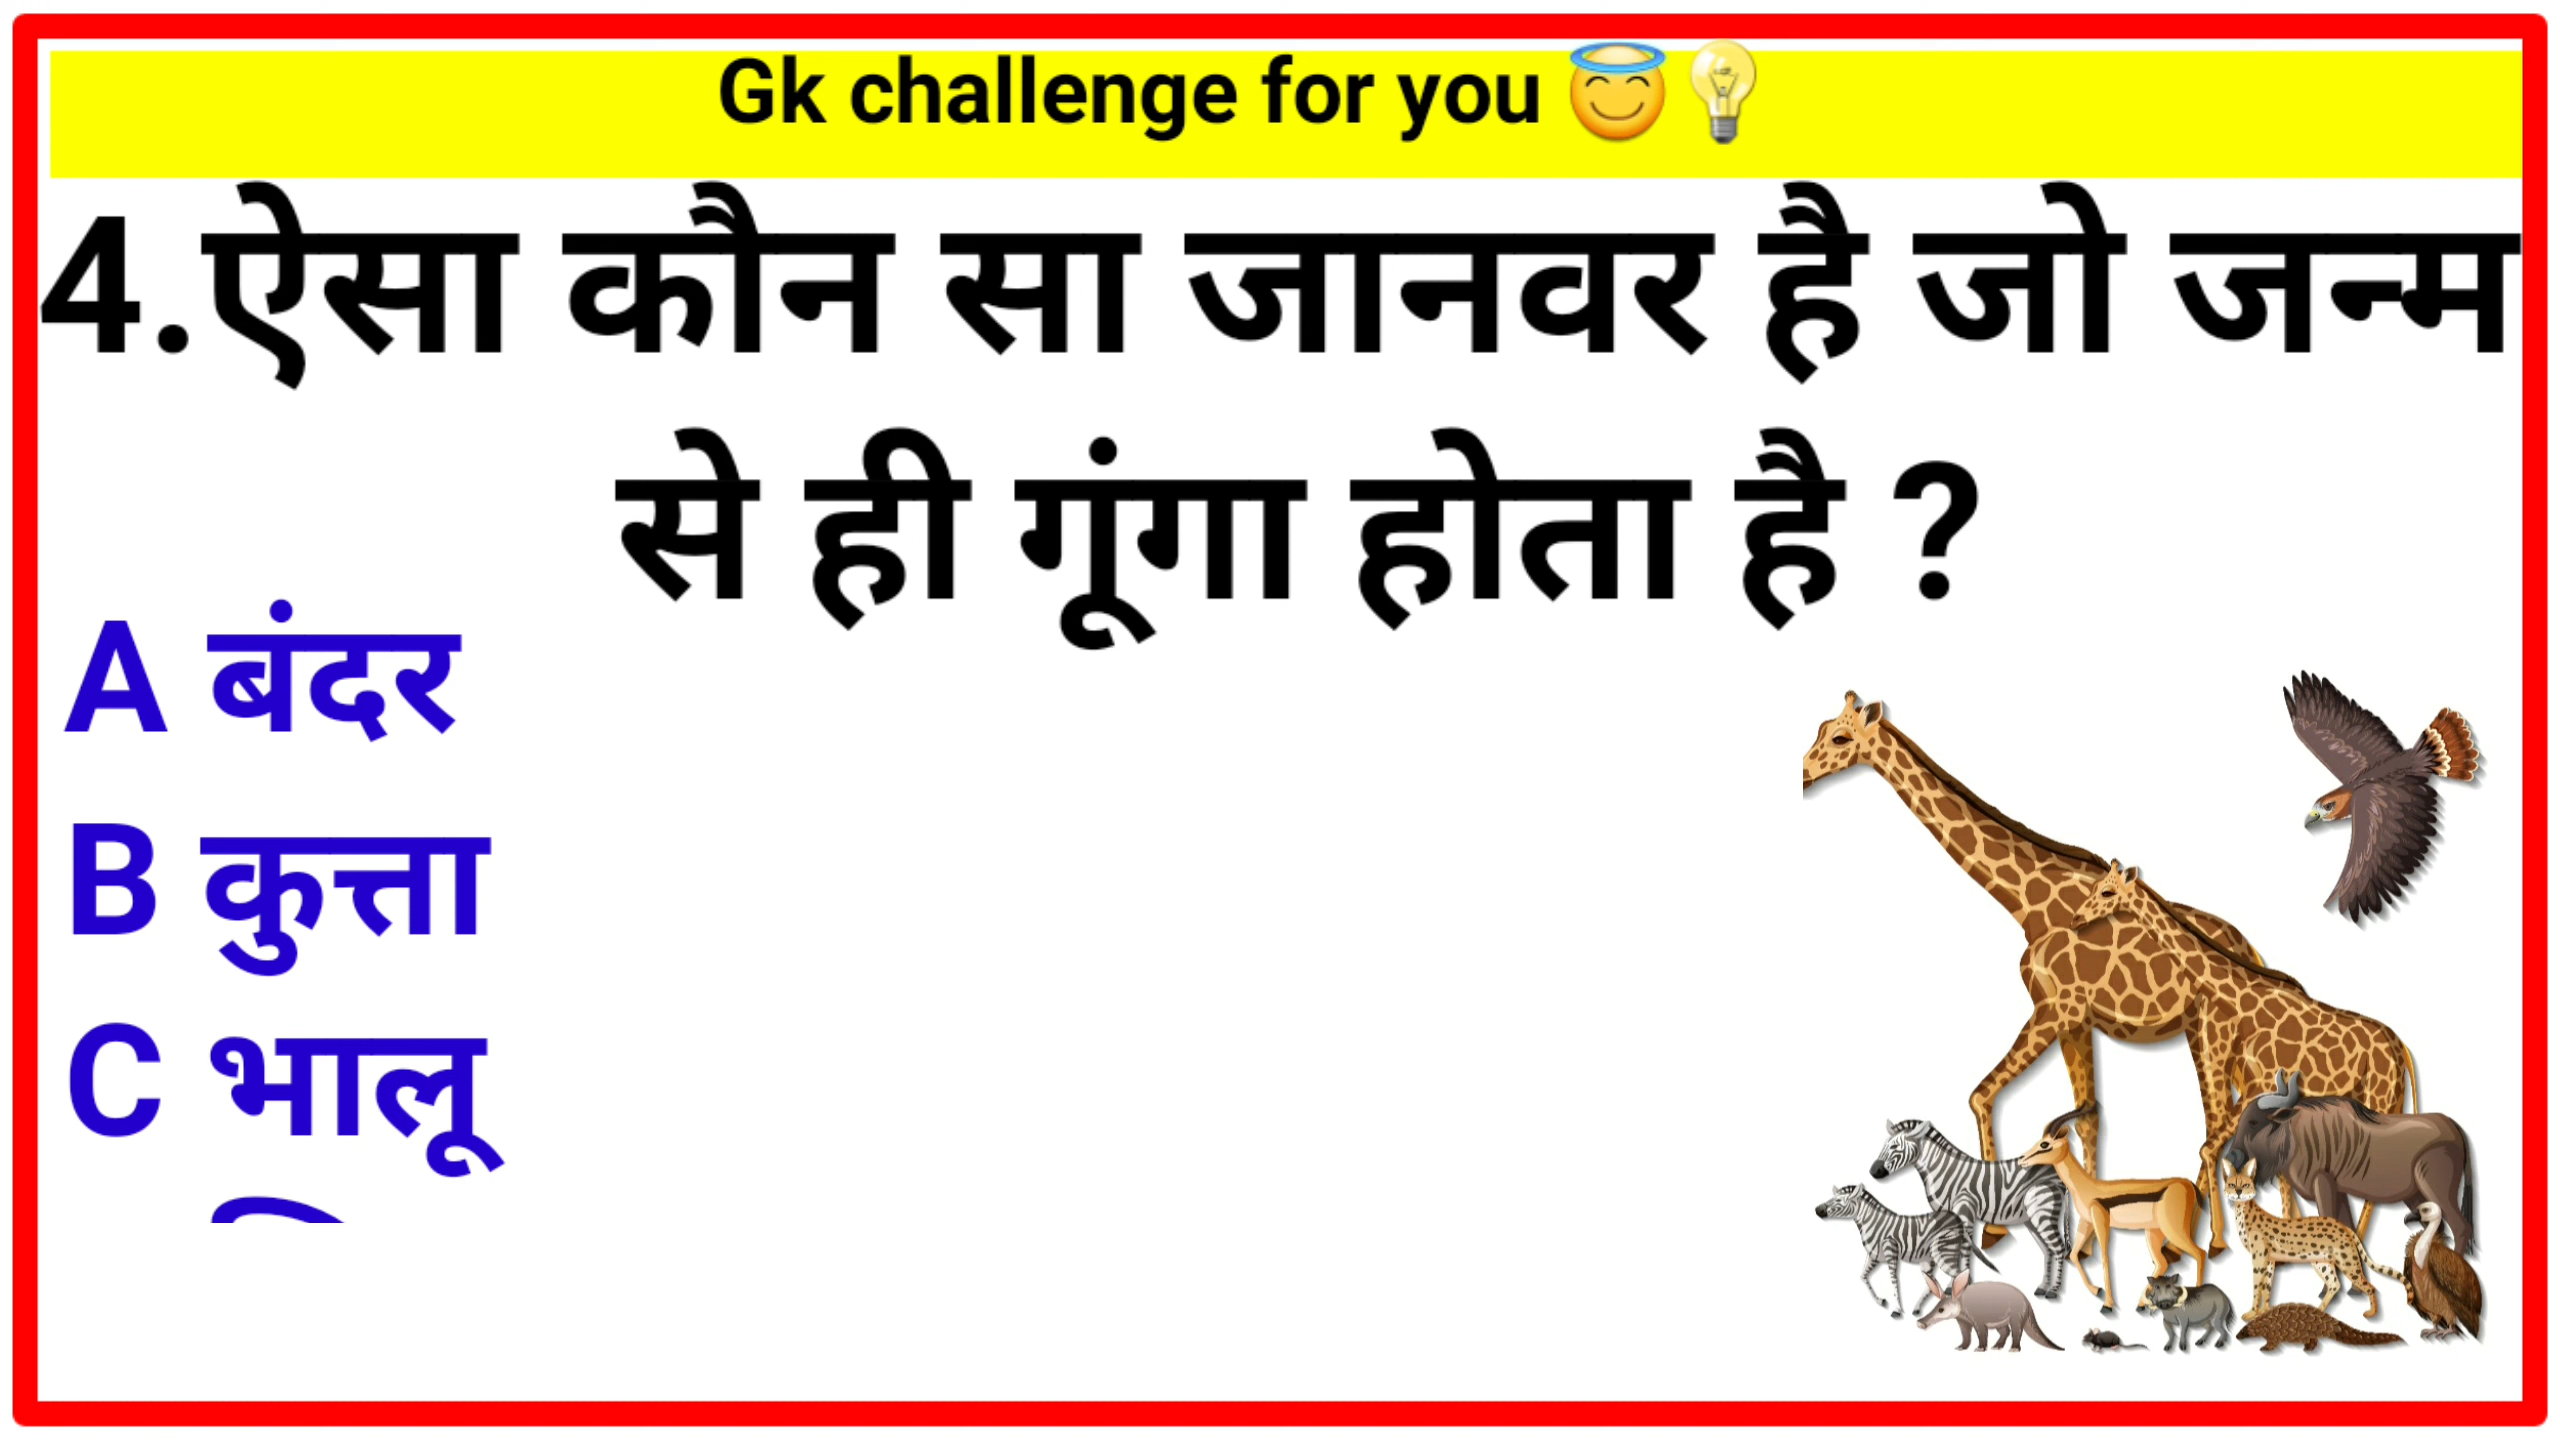 Gk challenge for you 😇💡
4.ऐसा कौन सा जानवर है जो जन्म
से ही गूंगा होता है ?
A बंदर
B कुत्ता
C भालू